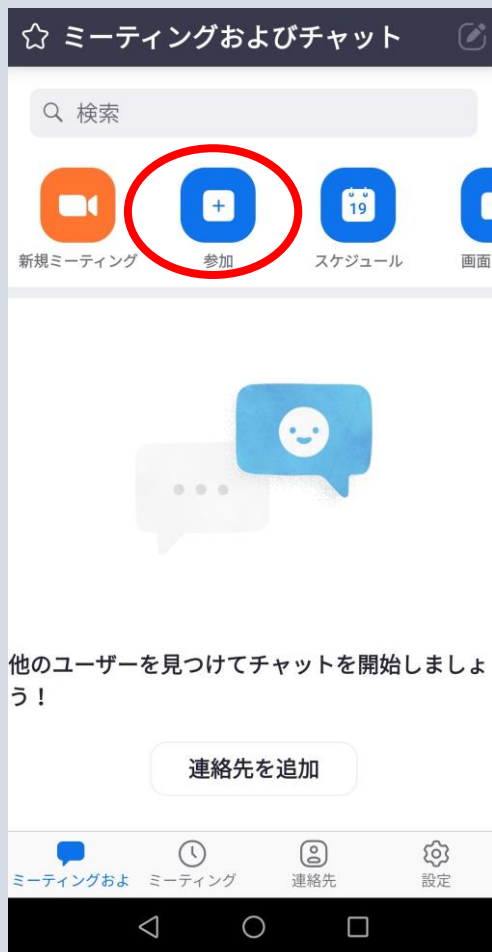 ミーティングおよびチャット
検索
新規ミーティング
参加
19
スケジュール
画面
他のユーザーを見つけてチャットを開始しましょ
う！
連絡先を追加
ミーティングおよ
ミーティング
連絡先
設定